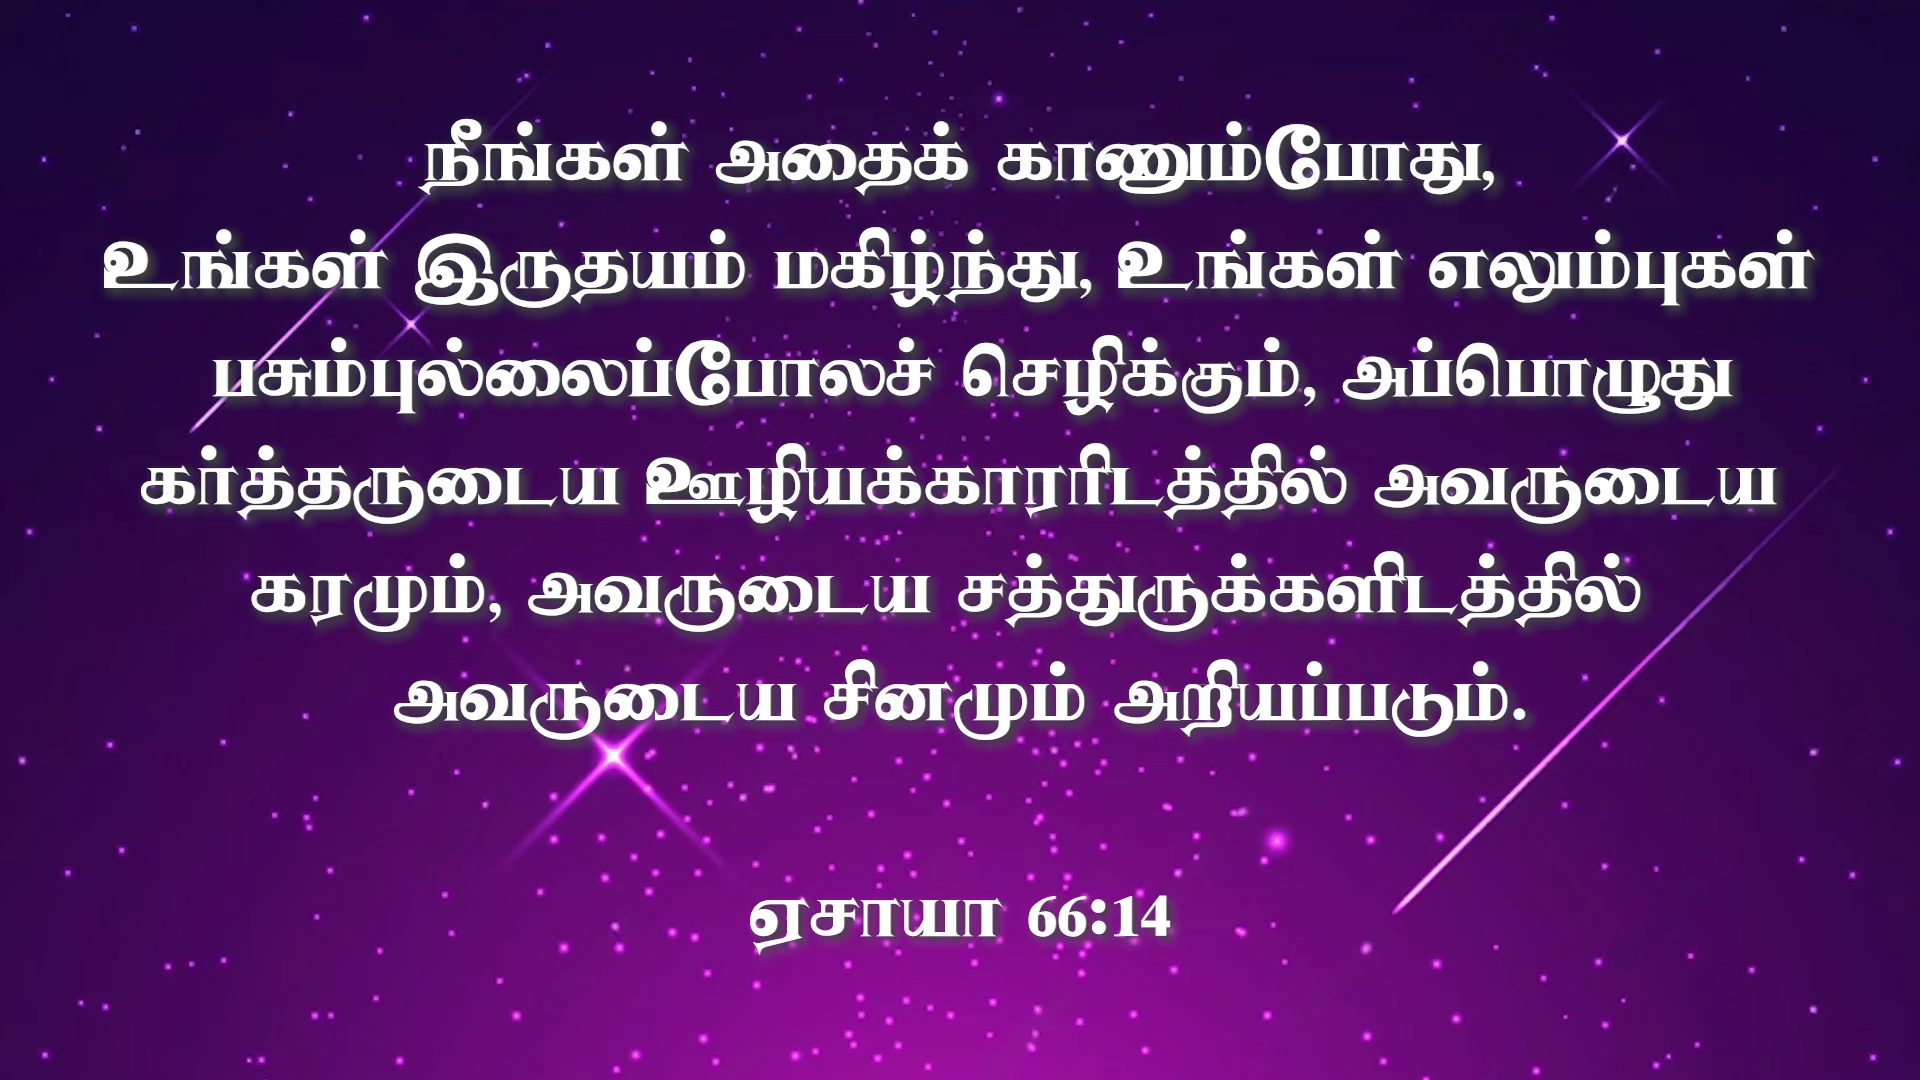 நீங்கள் அதைக் காணும்போது,
உங்கள் இருதயம் மகிழ்ந்து, உங்கள் எலும்புகள்
பசும்புல்லைப்போலச் செழிக்கும், அப்பொழுது
கர்த்தருடைய ஊழியக்காரரிடத்தில் அவருடைய
கரமும், அவருடைய சத்துருக்களிடத்தில்
அவருடைய சினமும் அறியப்படும்.
ஏசாயா 66:14